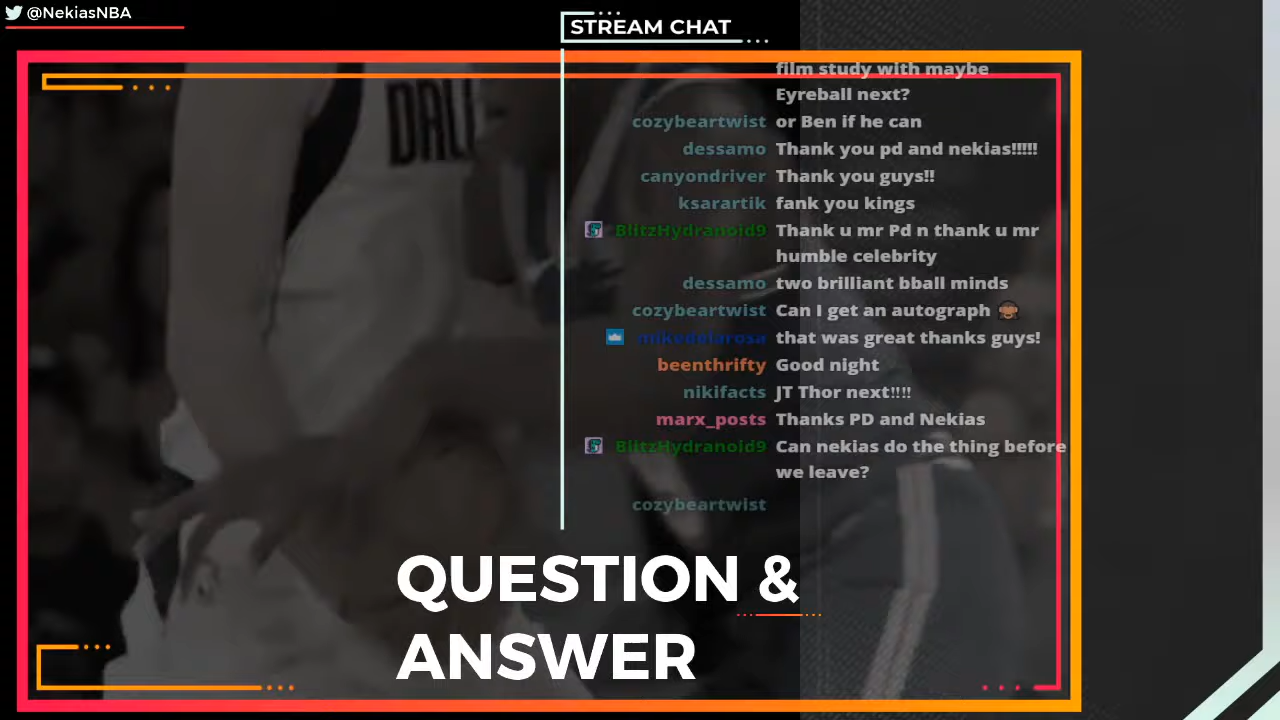 @NekiasNBA
STREAM CHAT
film study with maybe
Eyreball next?
cozybeartwist or Ben if he can
dessamo Thank you pd and nekias!!!!!
canyondriver Thank you guys!!
ksarartik fank you kings
BlitzHydranoid9 Thank u mr Pd n thank u mr
humble celebrity
dessamo two brilliant bball minds
cozybeartwist Can I get an autograph
mikedelarosa that was great thanks guys!
beenthrifty Good night
nikifacts JT Thor next!!!!
marx_posts Thanks PD and Nekias
BlitzHydranoid9 Can nekias do the thing before
we leave?
cozybeartwist
QUESTION &
ANSWER